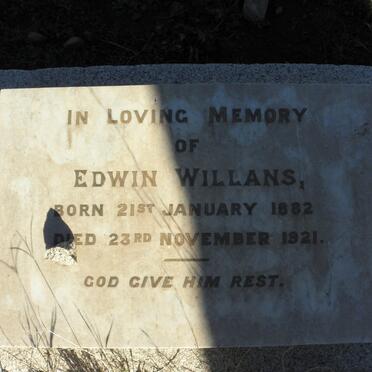 IN LOVING MEMORY
OF
EDWIN WILLANS,
BORN 21ST JANUARY 1882
DIED 23RD NOVEMBER 1921.
GOD GIVE HIM REST.